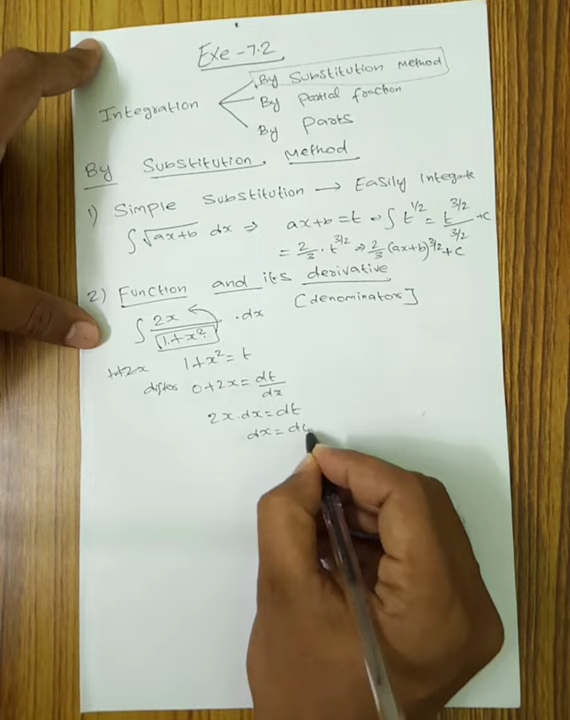 Exe - 7.2
Integration
By Substitution Method
By Partial function
By Parts
By Substitution Method
1) Simple Substitution → Easily Integrate
∫√ax+b dx ⇒ ax+b = t ∫ t^1/2 = t^3/2 / 3/2 + c
= 2/3 · t^3/2 ⇒ 2/3 (ax+b)^3/2 + c
2) Function and its derivative
[denominator]
∫ 2x / 1+x² · dx
1+x² = t
0+2x = dt/dx
2x.dx = dt
dx = dt